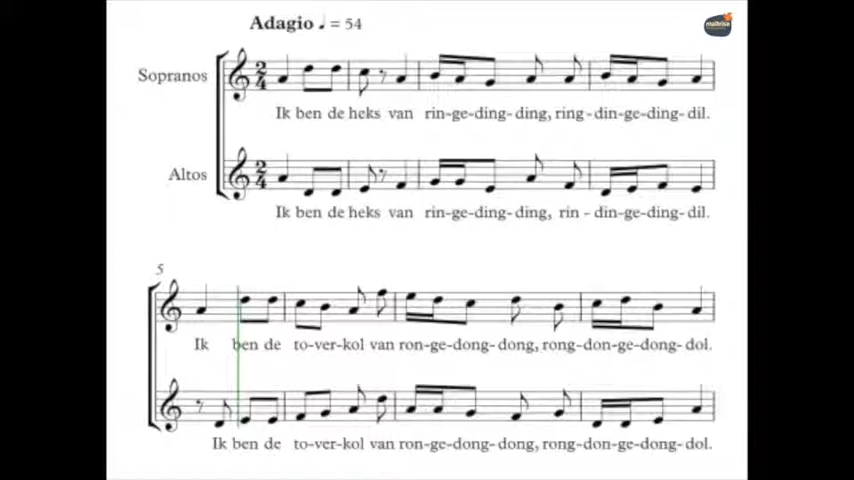 Adagio ♩ = 54
maîtrise
Sopranos
Ik ben de heks van rin-ge-ding-ding, ring-din-ge-ding-dil.
Altos
Ik ben de heks van rin-ge-ding-ding, rin-din-ge-ding-dil.
5
Ik ben de to-ver-kol van ron-ge-dong-dong, rong-don-ge-dong-dol.
Ik ben de to-ver-kol van ron-ge-dong-dong, rong-don-ge-dong-dol.